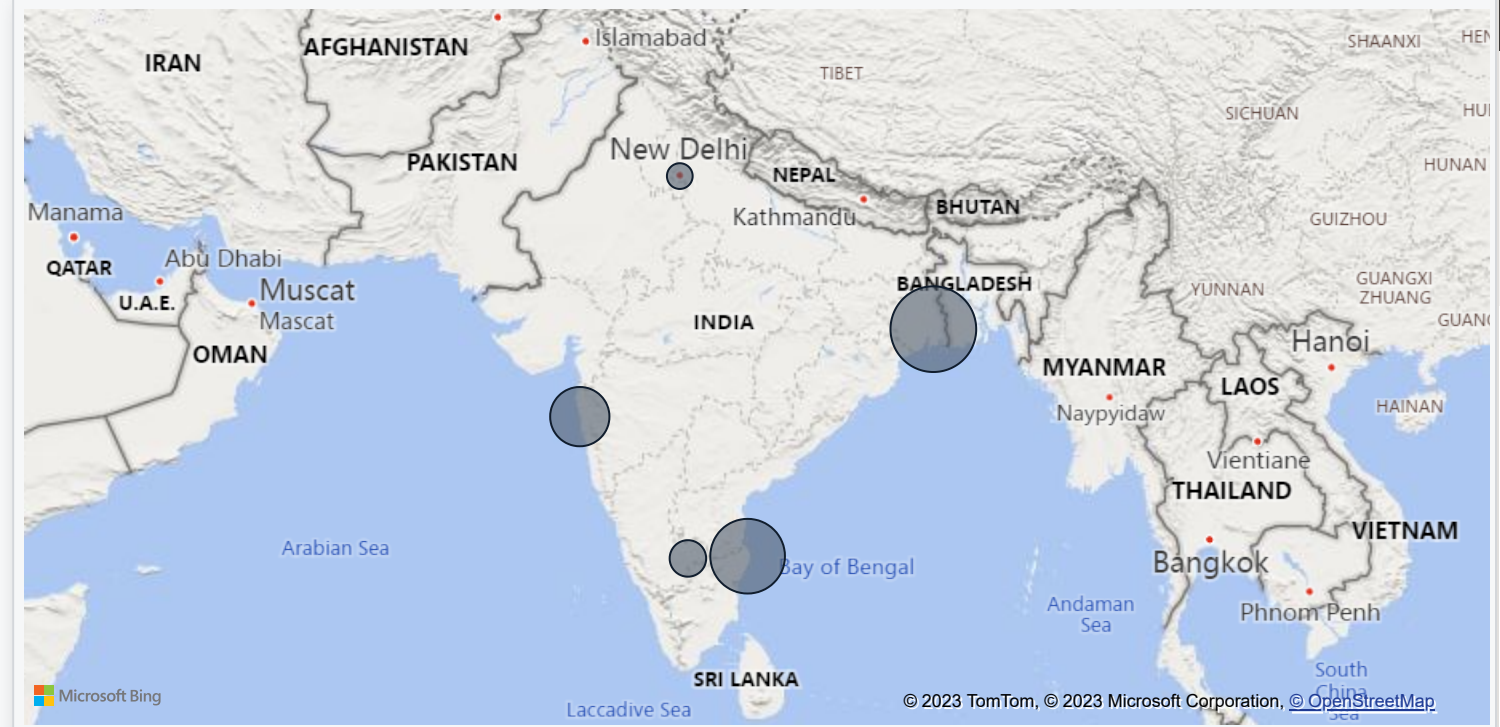 SHAANXI
HEN
Islamabad
AFGHANISTAN
IRAN
TIBET
SICHUAN
HU
New Delhi
PAKISTAN
HUNAN
NEPAL
BHUTAN
Manama
Kathmandu
GUIZHOU
Abu Dhabi
QATAR
BANGLADESH
GUANGXI
ZHUANG
YUNNAN
Muscat
Mascat
U.A.E.
INDIA
GUANG
Hanoi
OMAN
MYANMAR
LAOS
Naypyidaw
HAINAN
Vientiane
THAILAND
VIETNAM
Arabian Sea
Bay of Bengal
Bangkok
Andaman
Sea
Phnom Penh
South
China
Sea
SRI LANKA
Microsoft Bing
Laccadive Sea
© 2023 TomTom, © 2023 Microsoft Corporation, © OpenStreetMap